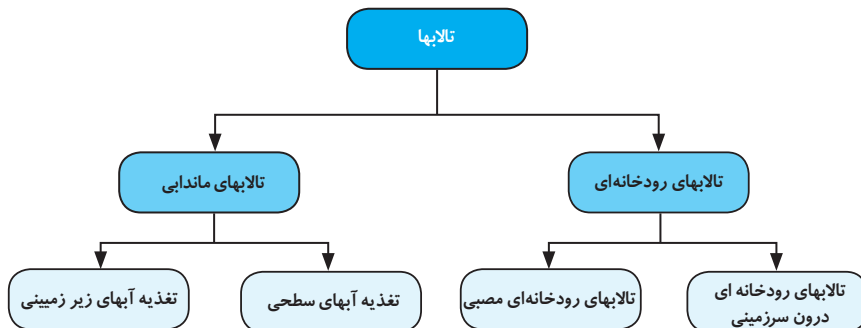 تالابها
تالابهای رودخانه‌ای
تالابهای ماندابی
تالابهای رودخانه ای
درون سرزمینی
تالابهای رودخانه‌ای مصبی
تغذیه آبهای سطحی
تغذیه آبهای زیر زمیینی